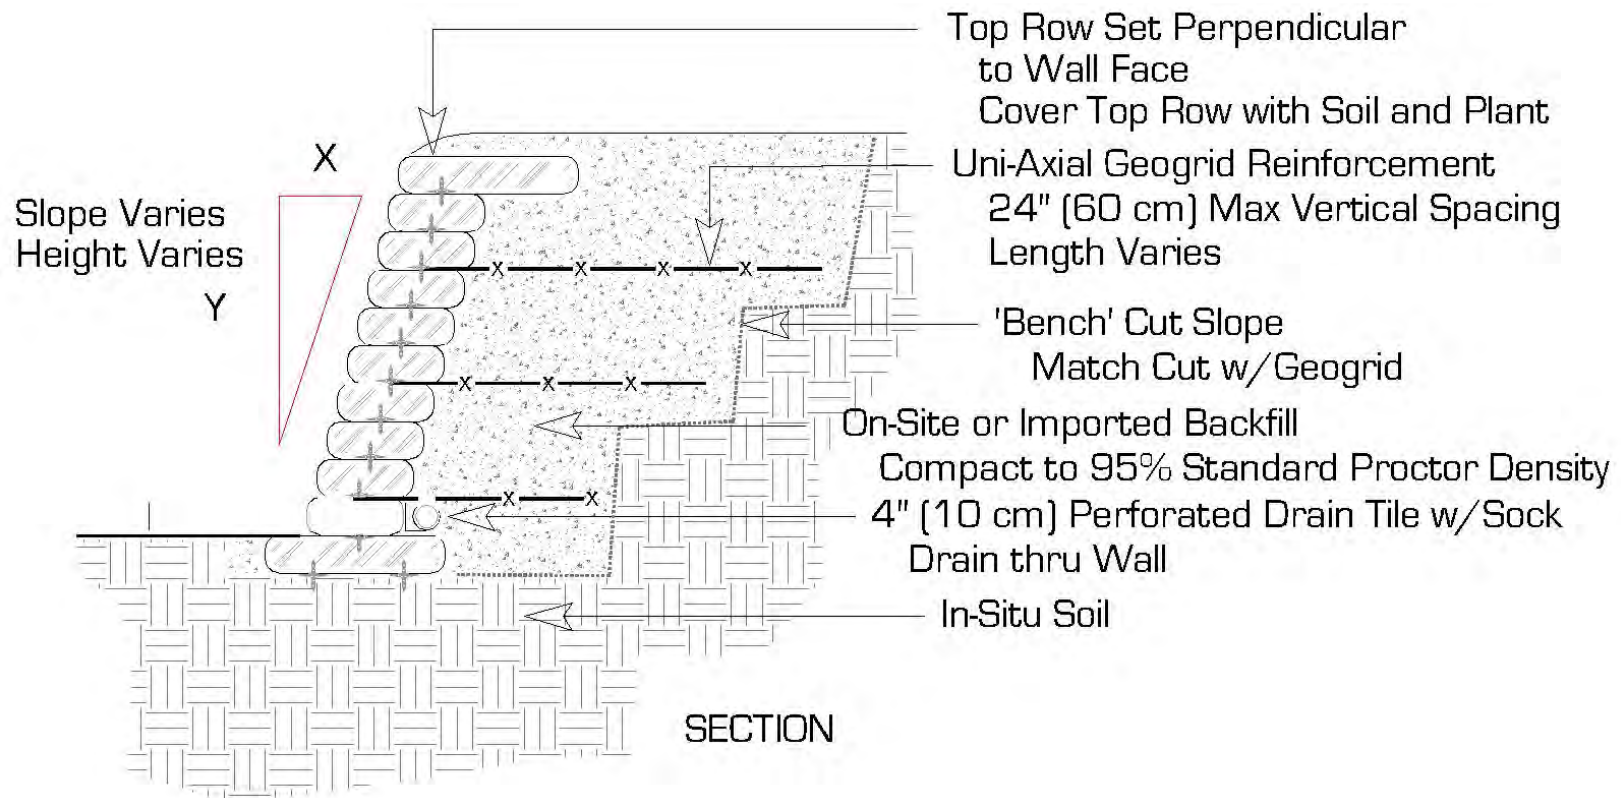 Top Row Set Perpendicular
to Wall Face
Cover Top Row with Soil and Plant
X
Uni-Axial Geogrid Reinforcement
24" (60 cm) Max Vertical Spacing
Length Varies
Slope Varies
Height Varies
Y
X X X X
'Bench' Cut Slope
Match Cut w/Geogrid
X X X
On-Site or Imported Backfill
Compact to 95% Standard Proctor Density
X X
4" (10 cm) Perforated Drain Tile w/Sock
Drain thru Wall
In-Situ Soil
SECTION